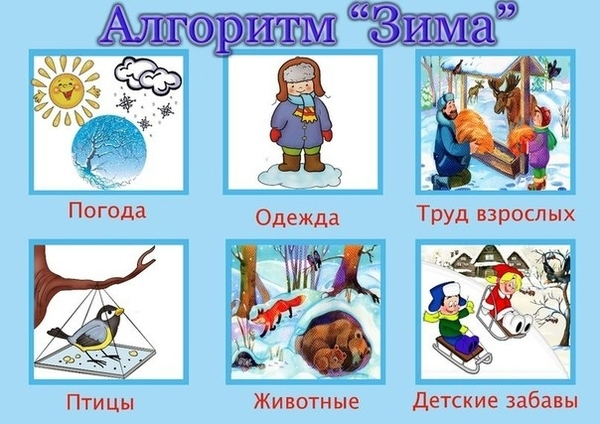 Алгоритм “Зима”
Погода
Одежда
Труд взрослых
Птицы
Животные
Детские забавы